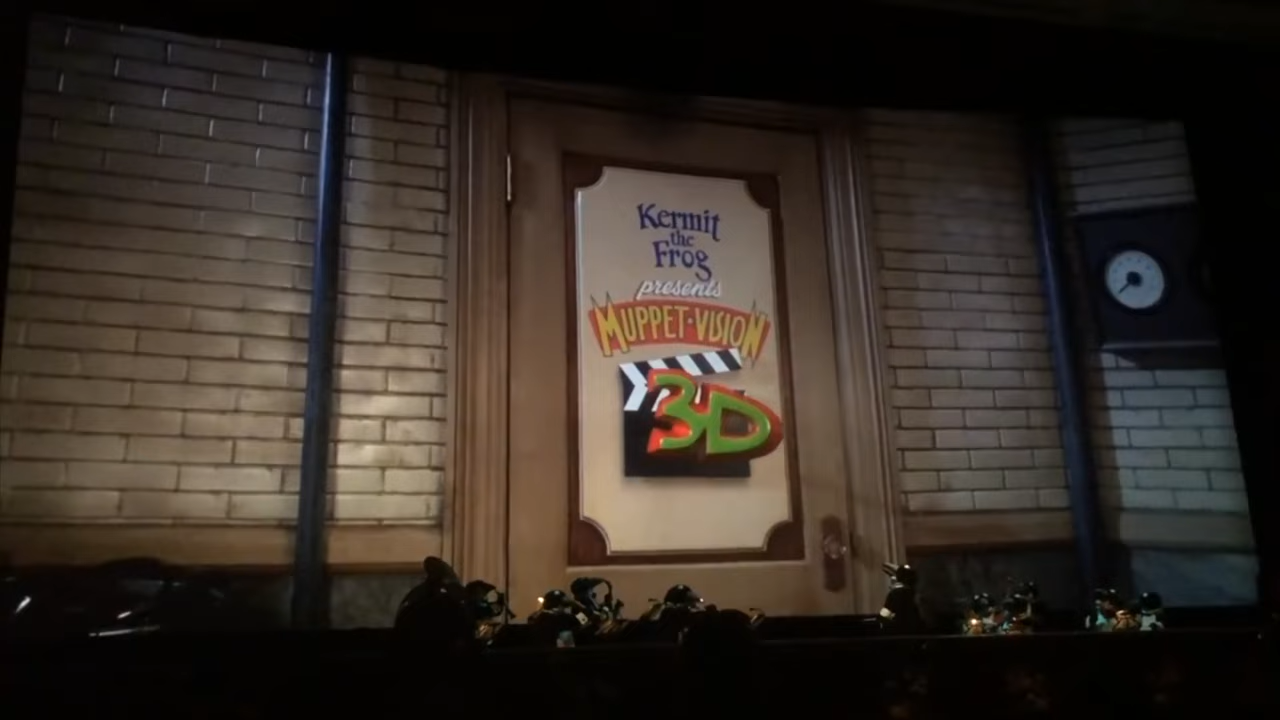 Kermit
the
Frog
presents
MUPPET·VISION
3D